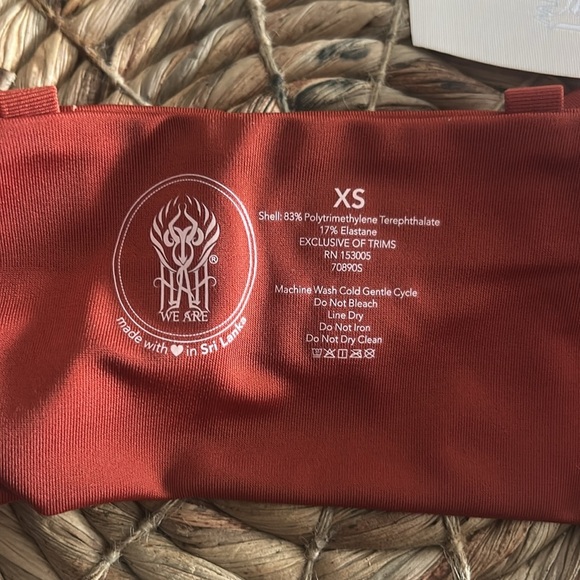 HAH
®
WE ARE
made with ♥ in Sri Lanka
XS
Shell: 83% Polytrimethylene Terephthalate
17% Elastane
EXCLUSIVE OF TRIMS
RN 153005
70890S
Machine Wash Cold Gentle Cycle
Do Not Bleach
Line Dry
Do Not Iron
Do Not Dry Clean